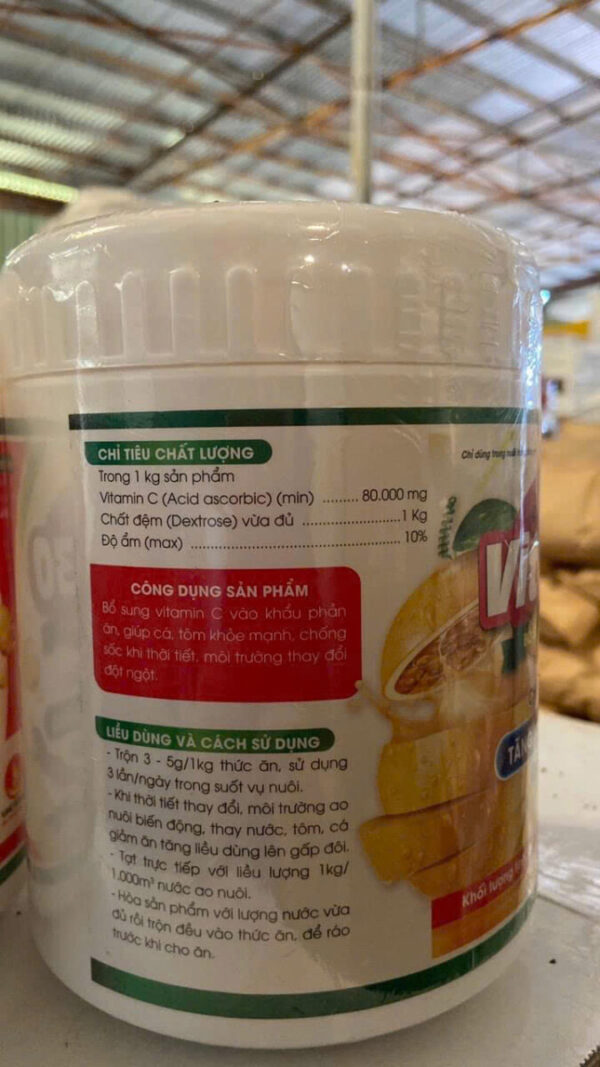 CHỈ TIÊU CHẤT LƯỢNG
Trong 1 kg sản phẩm
Vitamin C (Acid ascorbic) (min) ........ 80.000 mg
Chất đệm (Dextrose) vừa đủ ......................1 Kg
Độ ẩm (max) ...................................................... 10%
CÔNG DỤNG SẢN PHẨM
Bổ sung vitamin C vào khẩu phần
ăn, giúp cá, tôm khỏe mạnh, chống
sốc khi thời tiết, môi trường thay đổi
đột ngột.
LIỀU DÙNG VÀ CÁCH SỬ DỤNG
- Trộn 3 - 5g/1kg thức ăn, sử dụng
3 lần/ngày trong suốt vụ nuôi.
- Khi thời tiết thay đổi, môi trường ao
nuôi biến động, thay nước, tôm, cá
giảm ăn tăng liều dùng lên gấp đôi.
- Tạt trực tiếp với liều lượng 1kg/
1.000m³ nước ao nuôi.
- Hòa sản phẩm với lượng nước vừa
đủ rồi trộn đều vào thức ăn, để ráo
trước khi cho ăn.
Chỉ dùng trong nuôi
Vit
TĂNG
Khối lượng